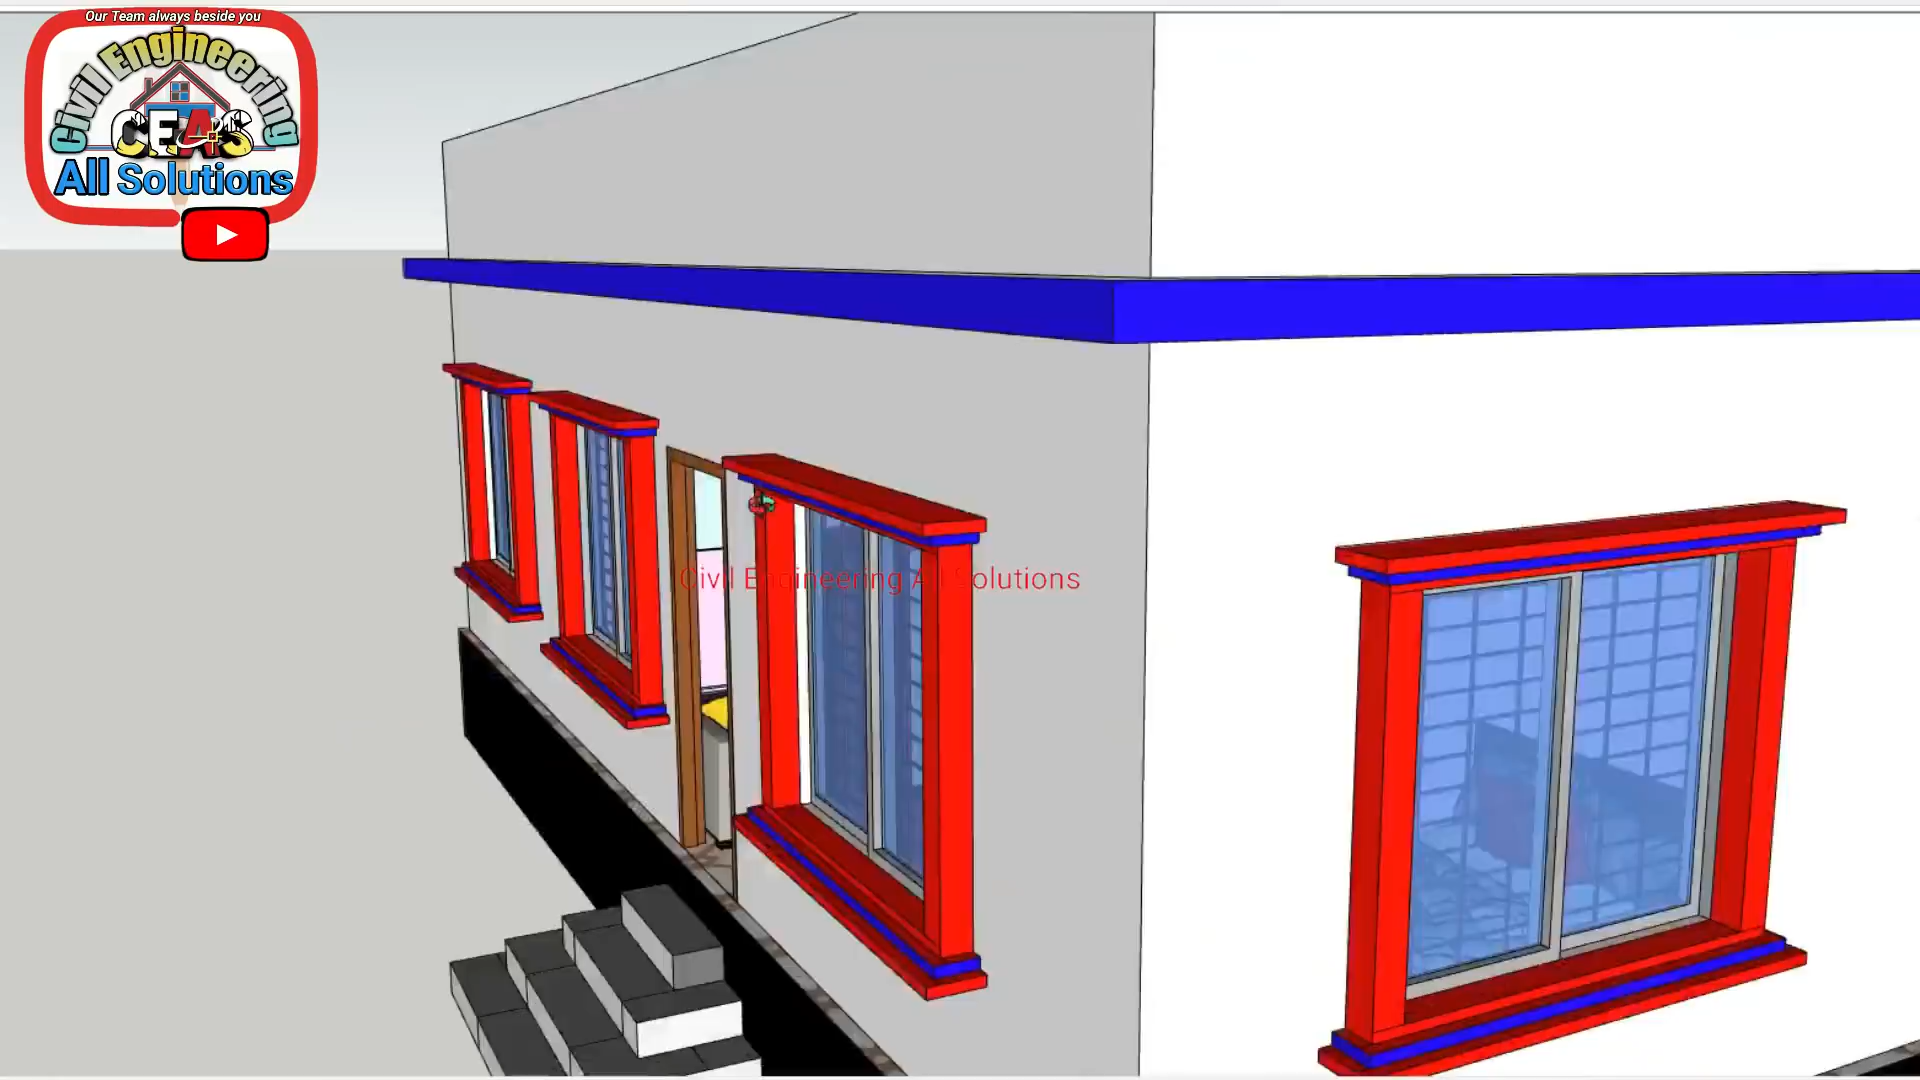 Our Team always beside you
Civil Engineering
CEAS
All Solutions
Civil Engineering All Solutions